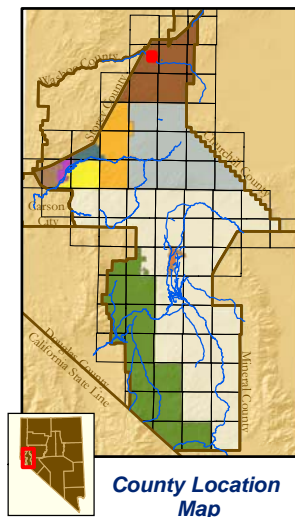 Washoe County
Storey County
Churchill County
Carson
City
Douglas County
California State Line
Mineral County
County Location
Map